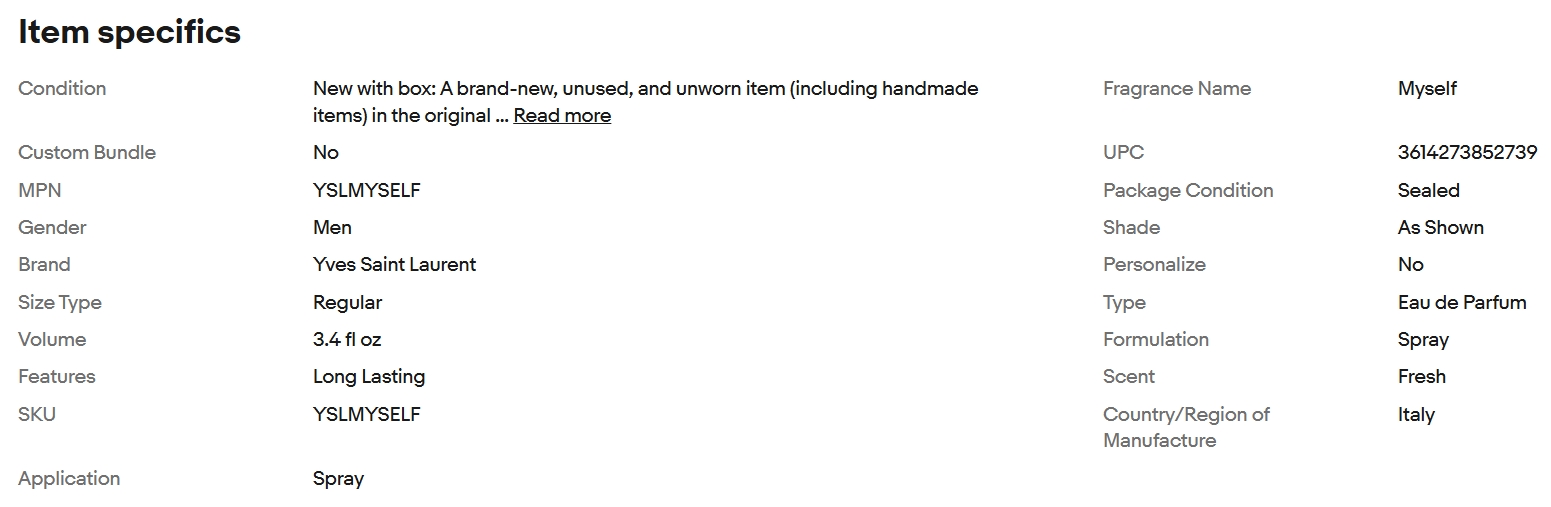 Item specifics
Condition
New with box: A brand-new, unused, and unworn item (including handmade
items) in the original ... Read more
Fragrance Name
Myself
Custom Bundle
No
UPC
3614273852739
MPN
YSLMYSELF
Package Condition
Sealed
Gender
Men
Shade
As Shown
Brand
Yves Saint Laurent
Personalize
No
Size Type
Regular
Type
Eau de Parfum
Volume
3.4 fl oz
Formulation
Spray
Features
Long Lasting
Scent
Fresh
SKU
YSLMYSELF
Country/Region of
Manufacture
Italy
Application
Spray